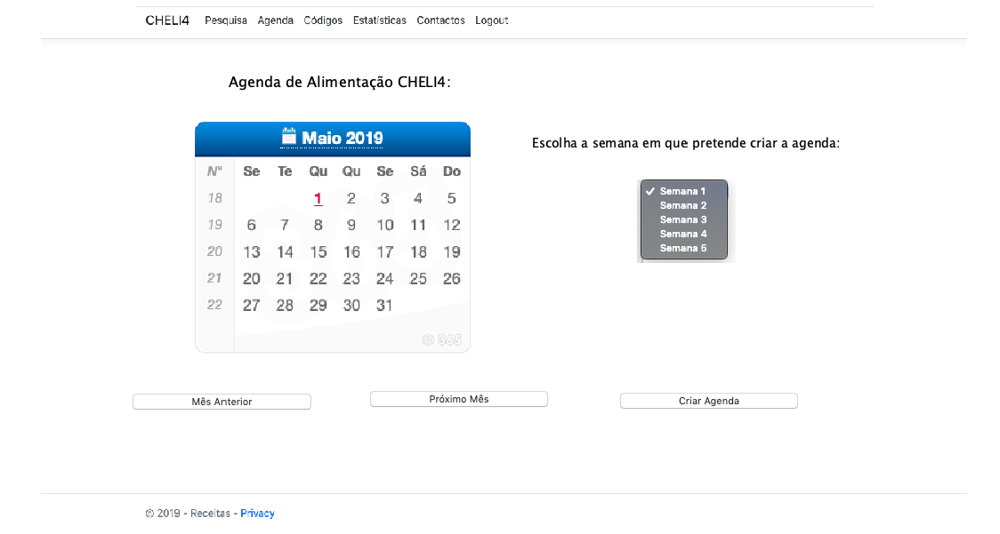 CHELI4 Pesquisa Agenda Códigos Estatísticas Contactos Logout
Agenda de Alimentação CHELI4:
Maio 2019
Nº Se Te Qu Qu Se Sá Do
18 1 2 3 4 5
19 6 7 8 9 10 11 12
20 13 14 15 16 17 18 19
21 20 21 22 23 24 25 26
22 27 28 29 30 31
© 365
Escolha a semana em que pretende criar a agenda:
✓ Semana 1
Semana 2
Semana 3
Semana 4
Semana 5
Mês Anterior
Próximo Mês
Criar Agenda
© 2019 - Receitas - Privacy